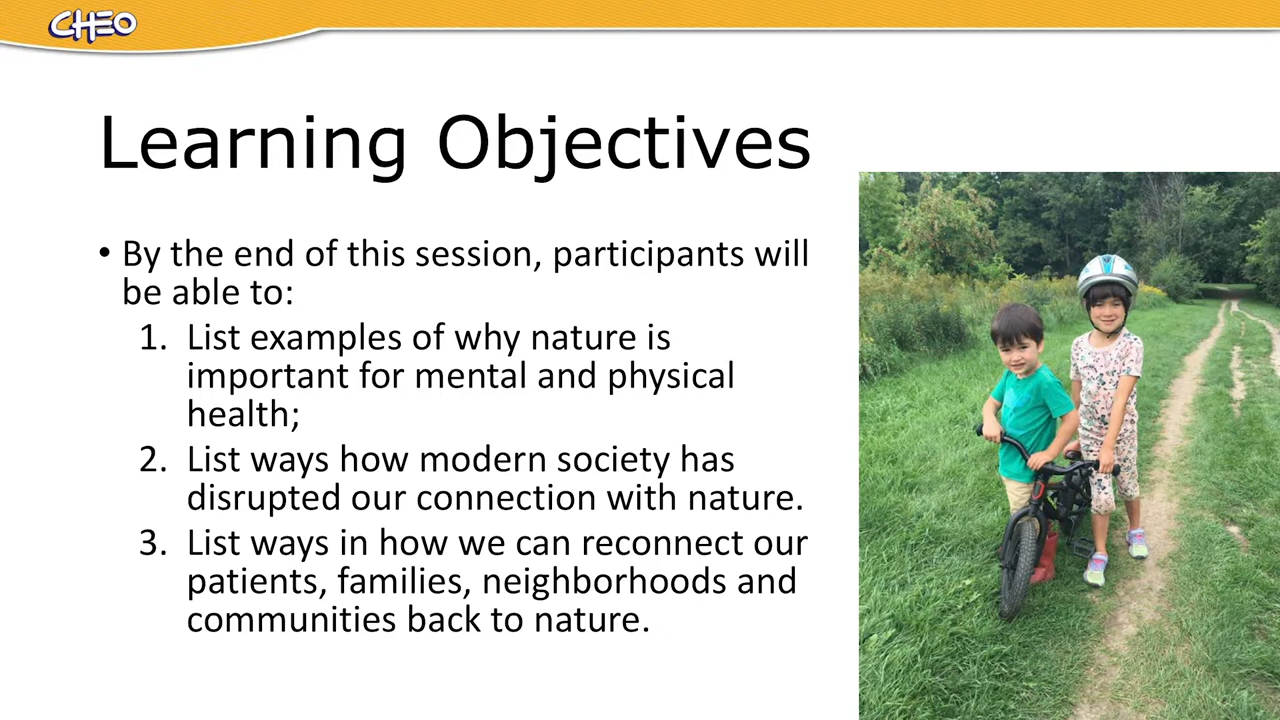 CHEO
Learning Objectives
• By the end of this session, participants will
be able to:
1. List examples of why nature is
important for mental and physical
health;
2. List ways how modern society has
disrupted our connection with nature.
3. List ways in how we can reconnect our
patients, families, neighborhoods and
communities back to nature.